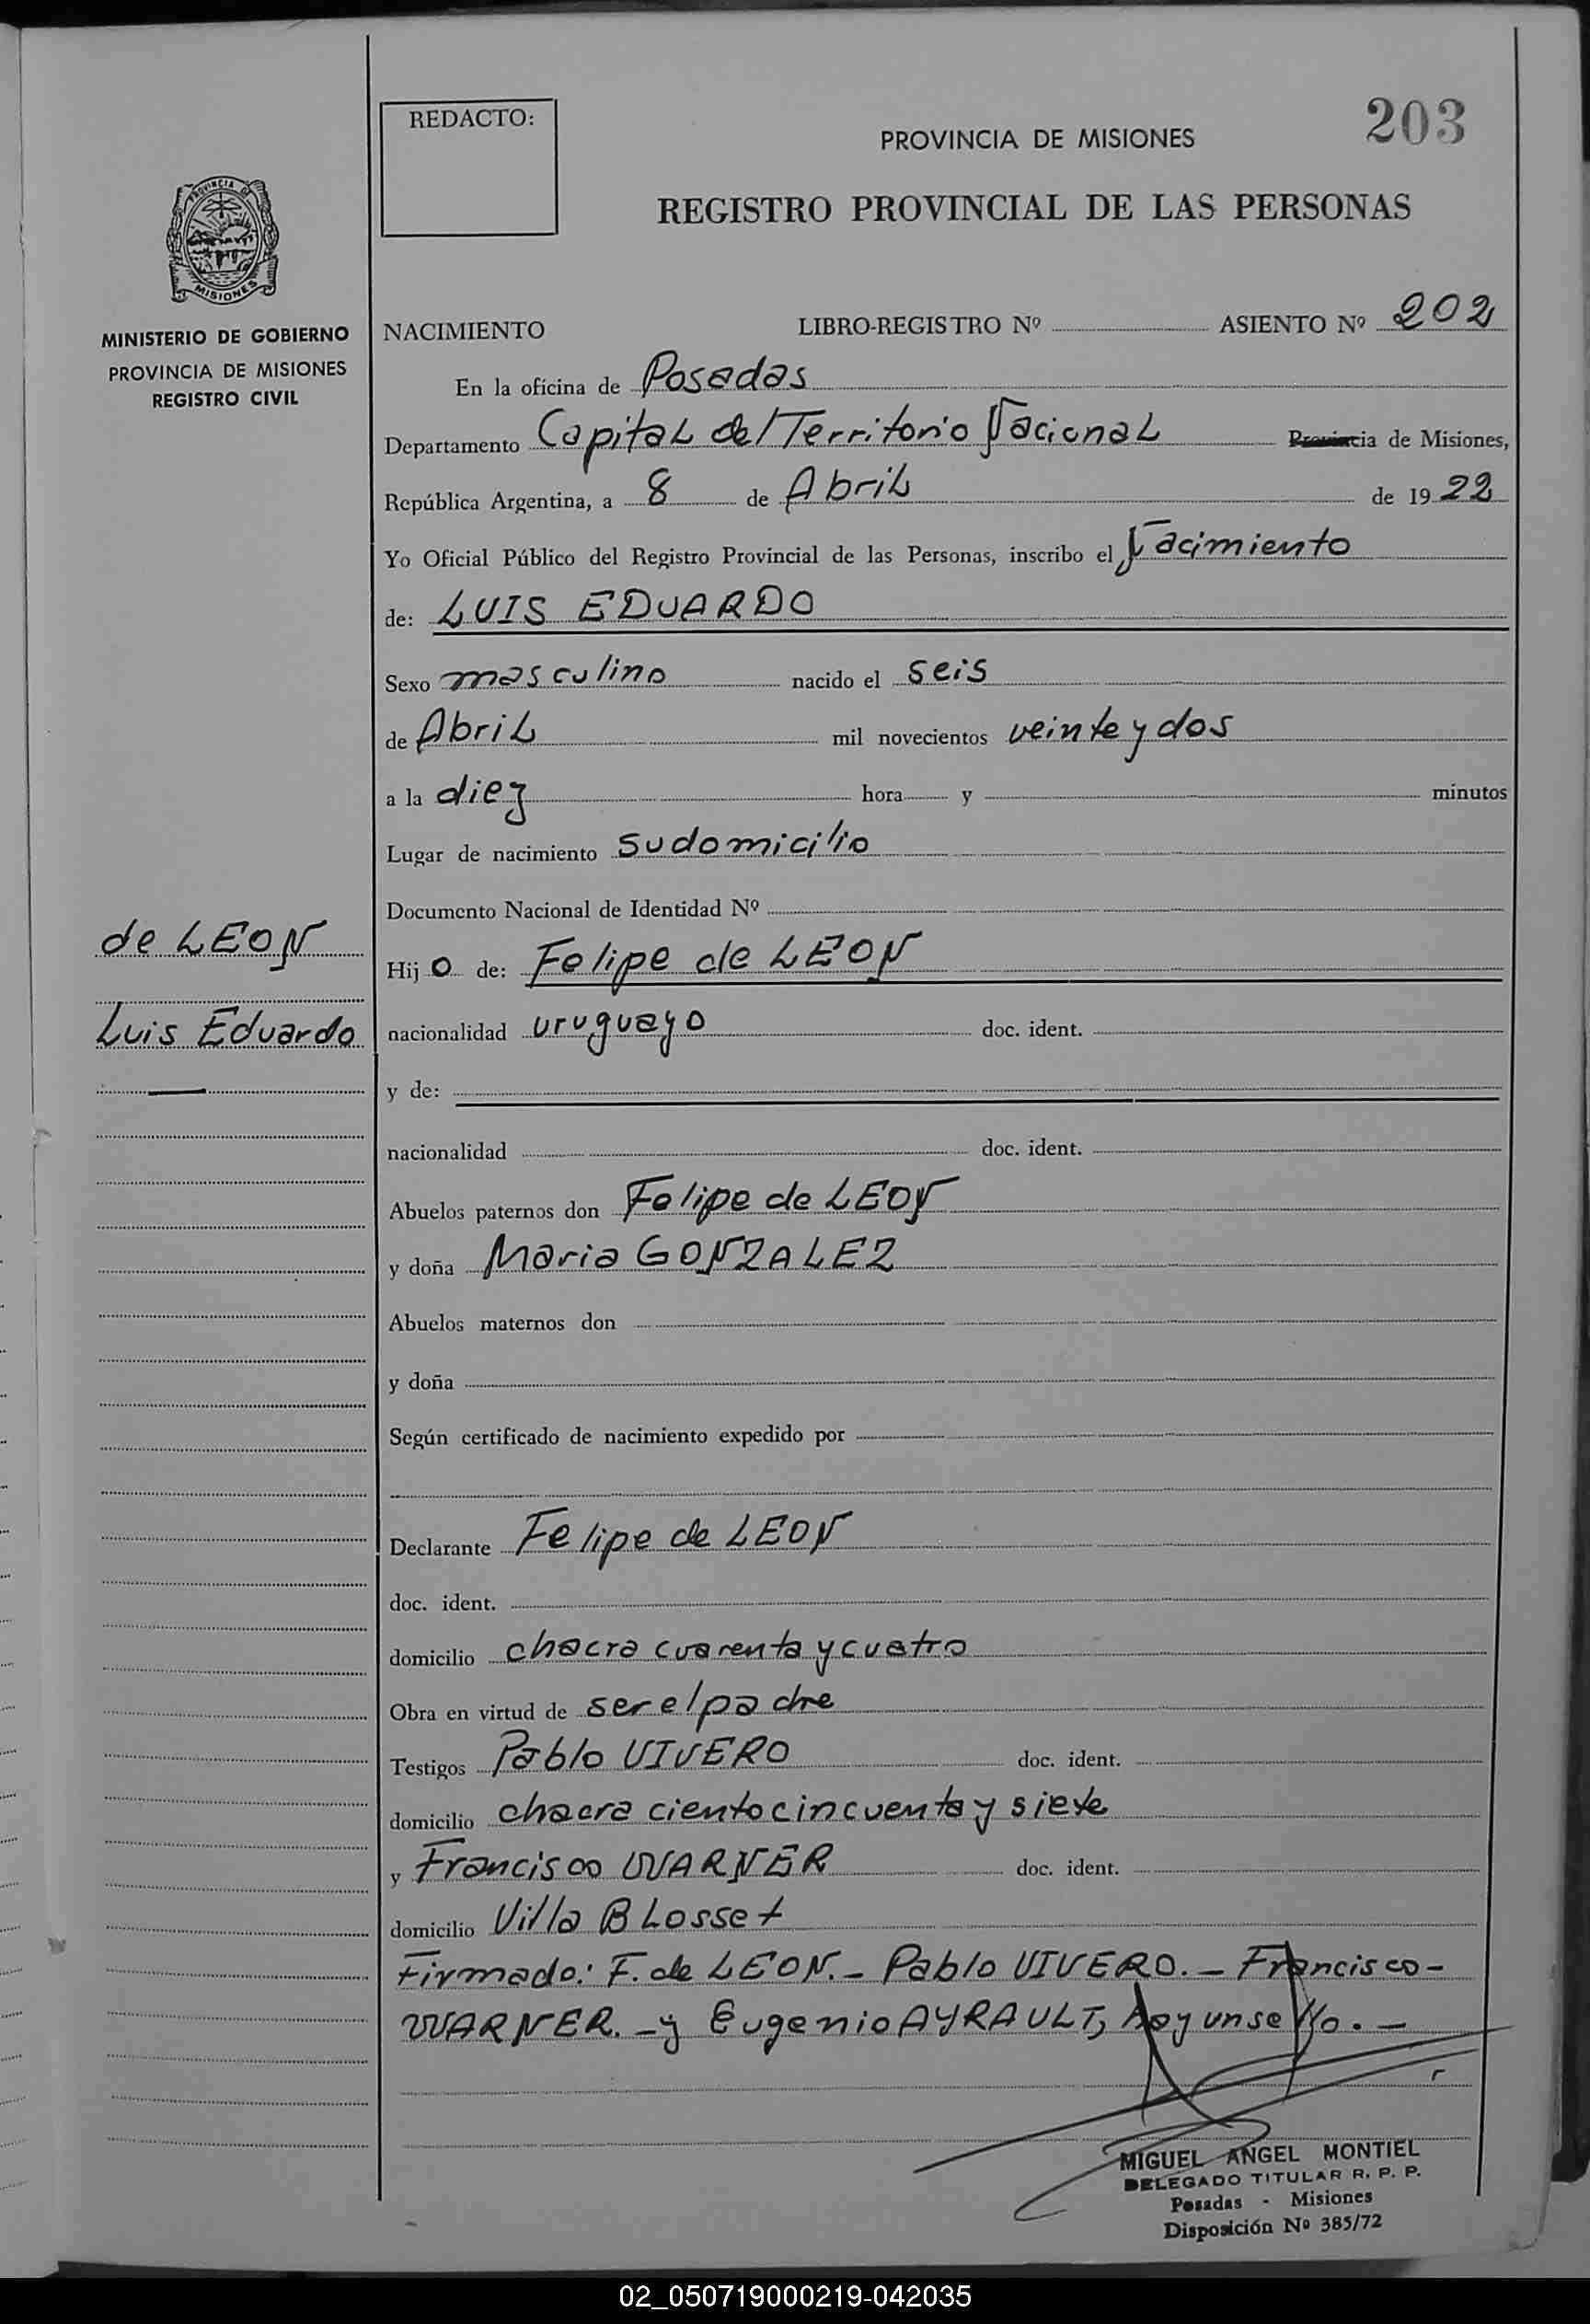 203
REDACTO:
PROVINCIA DE MISIONES
REGISTRO PROVINCIAL DE LAS PERSONAS
PROVINCIA DE
MISIONES
MINISTERIO DE GOBIERNO
PROVINCIA DE MISIONES
REGISTRO CIVIL
NACIMIENTO LIBRO-REGISTRO Nº ASIENTO Nº 202
En la oficina de Posadas
Departamento Capital del Territorio Nacional Provincia de Misiones,
República Argentina, a 8 de Abril de 1922
Yo Oficial Público del Registro Provincial de las Personas, inscribo el Nacimiento
de: LUIS EDUARDO
Sexo masculino nacido el seis
de Abril mil novecientos veinte y dos
a la diez hora y minutos
Lugar de nacimiento su domicilio
Documento Nacional de Identidad Nº
de LEON
Hijo de: Felipe de LEON
Luis Eduardo
nacionalidad uruguayo doc. ident.
y de:
nacionalidad doc. ident.
Abuelos paternos don Felipe de LEON
y doña Maria GONZALEZ
Abuelos maternos don
y doña
Según certificado de nacimiento expedido por
Declarante Felipe de LEON
doc. ident.
domicilio chacra cuarenta y cuatro
Obra en virtud de ser el padre
Testigos Pablo VIVERO doc. ident.
domicilio chacra ciento cincuenta y siete
y Francisco WARNER doc. ident.
domicilio Villa BLosset
Firmado: F. de LEON.- Pablo VIVERO.- Francisco-
WARNER.- y Eugenio AYRAULT, hay un sello.-
MIGUEL ANGEL MONTIEL
DELEGADO TITULAR R. P. P.
Posadas - Misiones
Disposición Nº 385/72
02_050719000219-042035